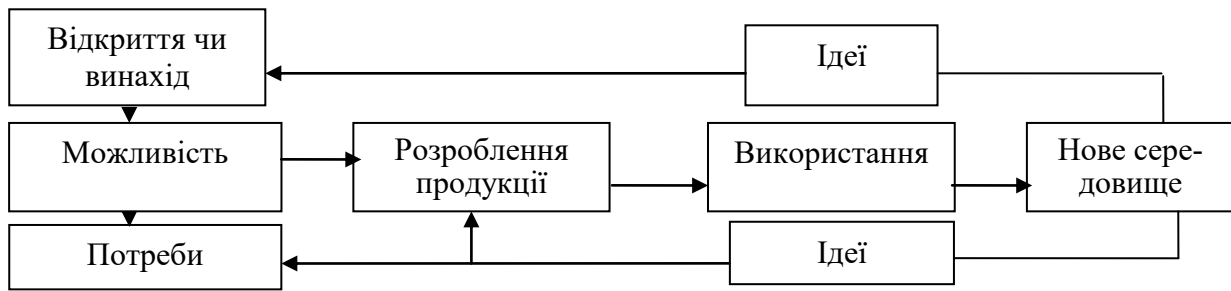 Відкриття чи
винахід
Ідеї
Можливість
Розроблення
продукції
Використання
Нове сере-
довище
Потреби
Ідеї